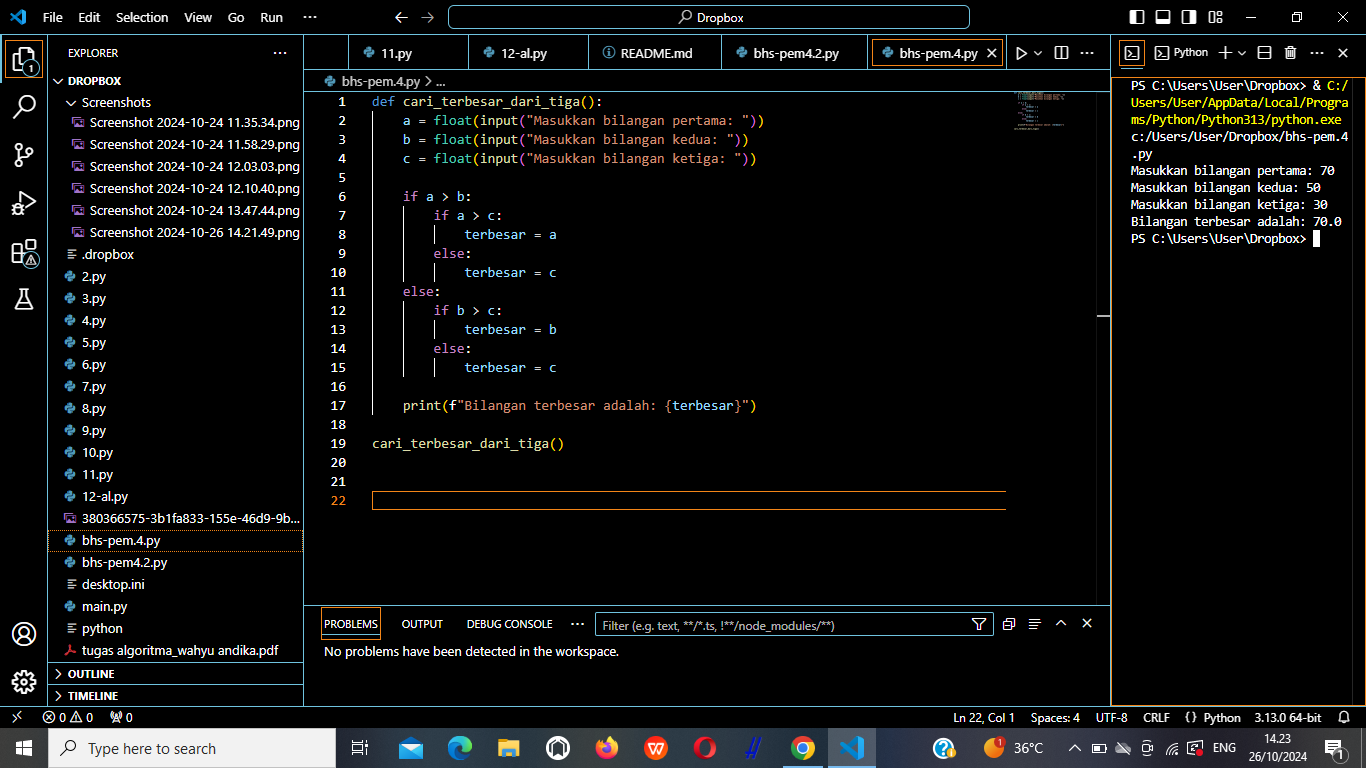 File Edit Selection View Go Run ··· Dropbox
EXPLORER ···
DROPBOX
Screenshots
Screenshot 2024-10-24 11.35.34.png
Screenshot 2024-10-24 11.58.29.png
Screenshot 2024-10-24 12.03.03.png
Screenshot 2024-10-24 12.10.40.png
Screenshot 2024-10-24 13.47.44.png
Screenshot 2024-10-26 14.21.49.png
.dropbox
2.py
3.py
4.py
5.py
6.py
7.py
8.py
9.py
10.py
11.py
12-al.py
380366575-3b1fa833-155e-46d9-9b...
bhs-pem.4.py
bhs-pem4.2.py
desktop.ini
main.py
python
tugas algoritma_wahyu andika.pdf
OUTLINE
TIMELINE
11.py 12-al.py README.md bhs-pem4.2.py bhs-pem.4.py
bhs-pem.4.py > ...
1 def cari_terbesar_dari_tiga():
2 a = float(input("Masukkan bilangan pertama: "))
3 b = float(input("Masukkan bilangan kedua: "))
4 c = float(input("Masukkan bilangan ketiga: "))
5
6 if a > b:
7 if a > c:
8 terbesar = a
9 else:
10 terbesar = c
11 else:
12 if b > c:
13 terbesar = b
14 else:
15 terbesar = c
16
17 print(f"Bilangan terbesar adalah: {terbesar}")
18
19 cari_terbesar_dari_tiga()
20
21
22
PROBLEMS OUTPUT DEBUG CONSOLE ··· Filter (e.g. text, **/*.ts, !**/node_modules/**)
No problems have been detected in the workspace.
Python
PS C:\Users\User\Dropbox> & C:/
Users/User/AppData/Local/Progra
ms/Python/Python313/python.exe
c:/Users/User/Dropbox/bhs-pem.4
.py
Masukkan bilangan pertama: 70
Masukkan bilangan kedua: 50
Masukkan bilangan ketiga: 30
Bilangan terbesar adalah: 70.0
PS C:\Users\User\Dropbox>
0 0 0 Ln 22, Col 1 Spaces: 4 UTF-8 CRLF {} Python 3.13.0 64-bit
Type here to search
36°C ENG 14.23
26/10/2024